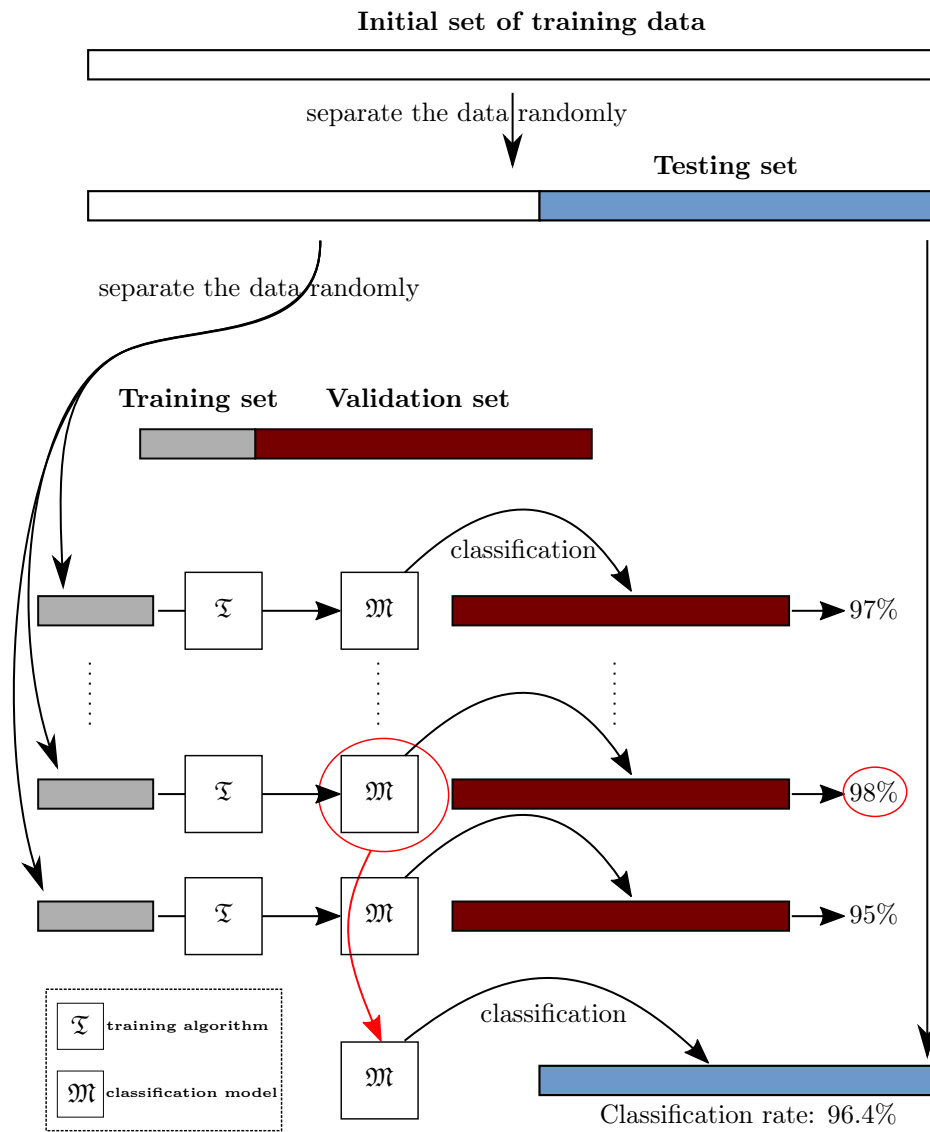 Initial set of training data
separate the data randomly
Testing set
separate the data randomly
Training set
Validation set
classification
𝔗
𝔐
97%
𝔗
𝔐
98%
𝔗
𝔐
95%
𝔗 training algorithm
classification
𝔐
𝔐 classification model
Classification rate: 96.4%